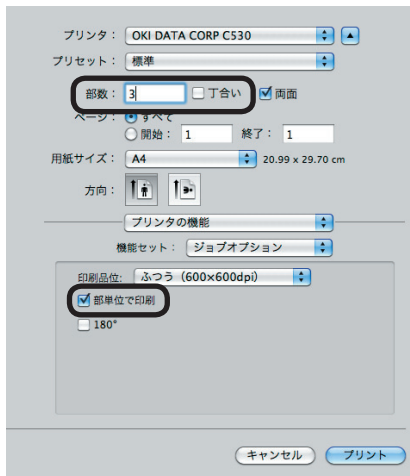 プリンタ： OKI DATA CORP C530
プリセット： 標準
部数： 3 丁合い 両面
ページ： すべて
開始： 1 終了： 1
用紙サイズ： A4 20.99 x 29.70 cm
方向：
プリンタの機能
機能セット： ジョブオプション
印刷品位: ふつう（600×600dpi）
部単位で印刷
180°
キャンセル プリント